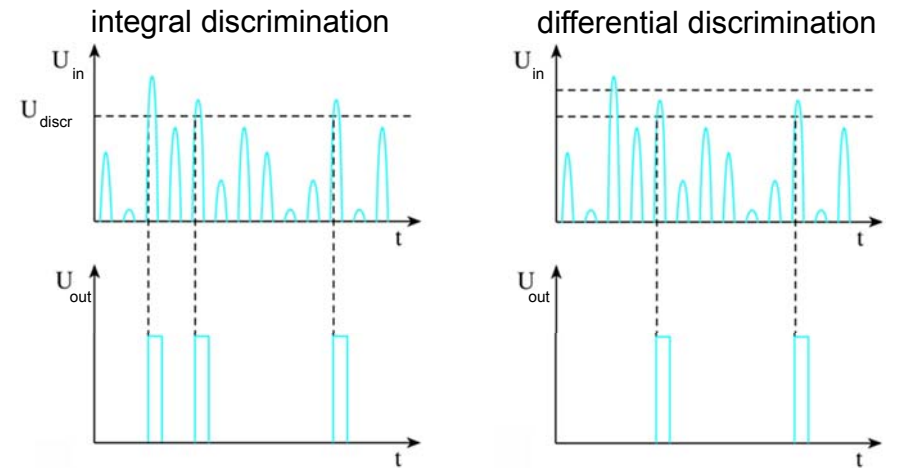 integral discrimination
U in
U discr
t
U out
t
differential discrimination
U in
t
U out
t